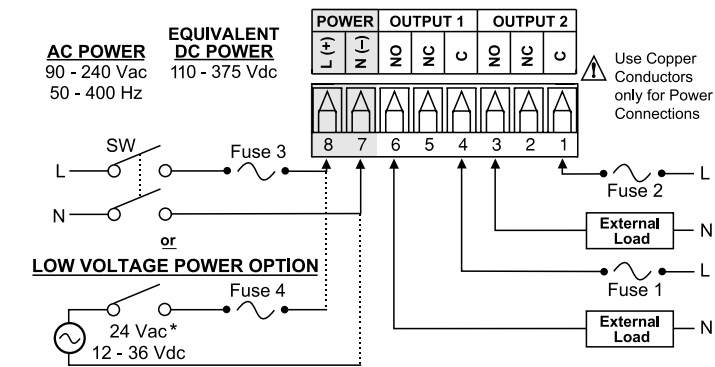 POWER OUTPUT 1 OUTPUT 2
L (+) N (–) NO NC C NO NC C
AC POWER
90 - 240 Vac
50 - 400 Hz
EQUIVALENT
DC POWER
110 - 375 Vdc
Use Copper
Conductors
only for Power
Connections
8 7 6 5 4 3 2 1
SW
Fuse 3
L
N
or
LOW VOLTAGE POWER OPTION
Fuse 4
24 Vac*
12 - 36 Vdc
Fuse 2
L
External
Load
N
Fuse 1
L
External
Load
N